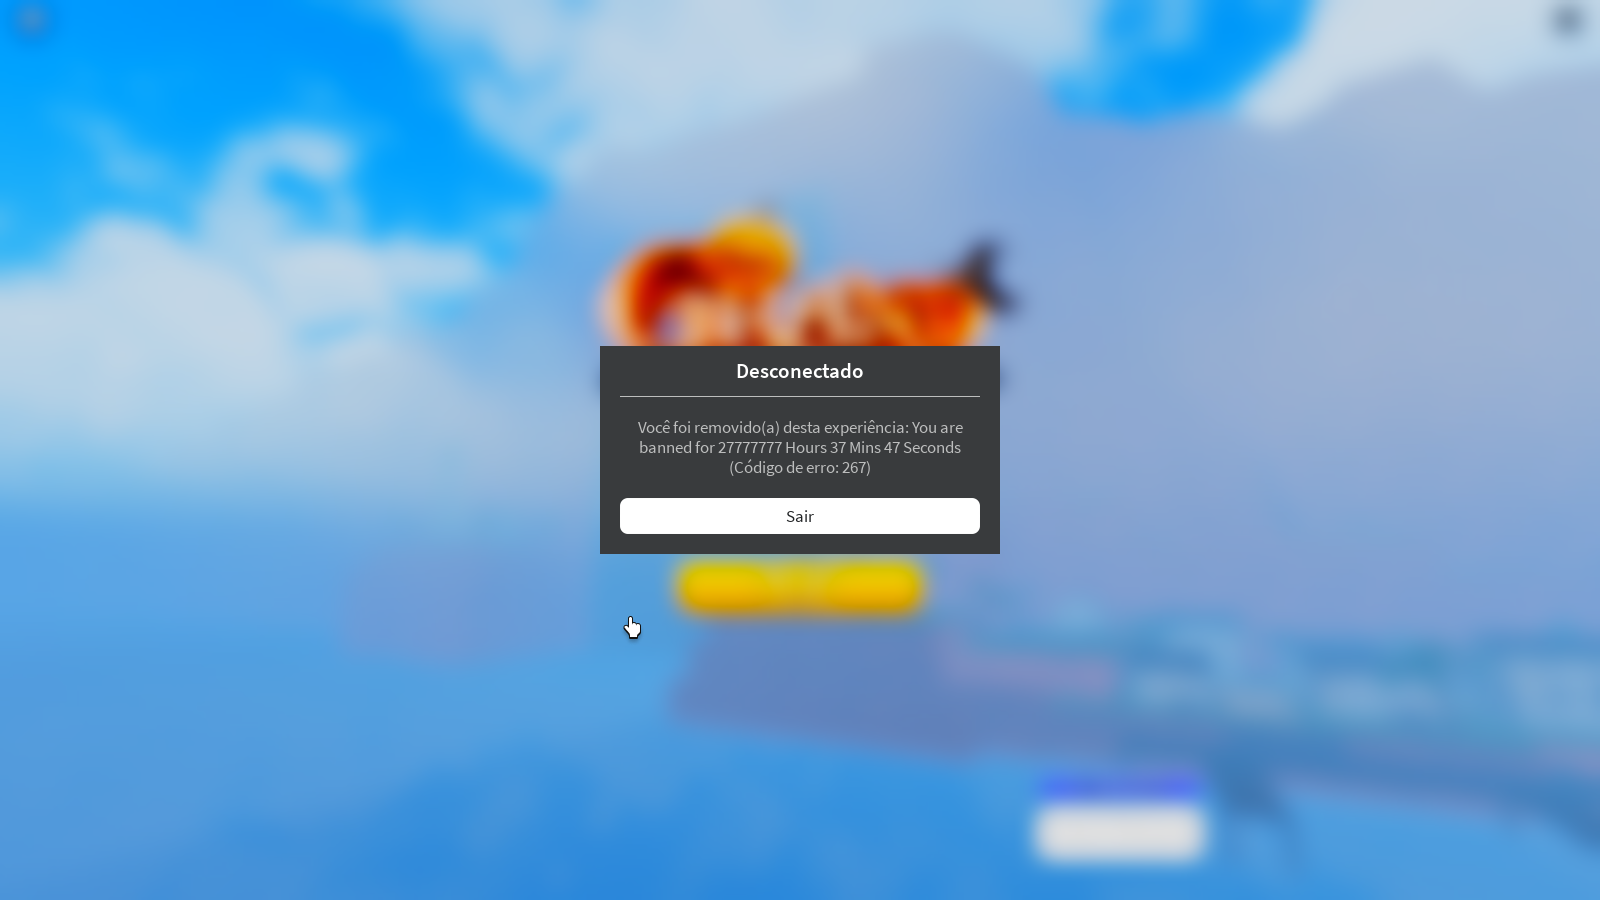 Desconectado
Você foi removido(a) desta experiência: You are
banned for 27777777 Hours 37 Mins 47 Seconds
(Código de erro: 267)
Sair